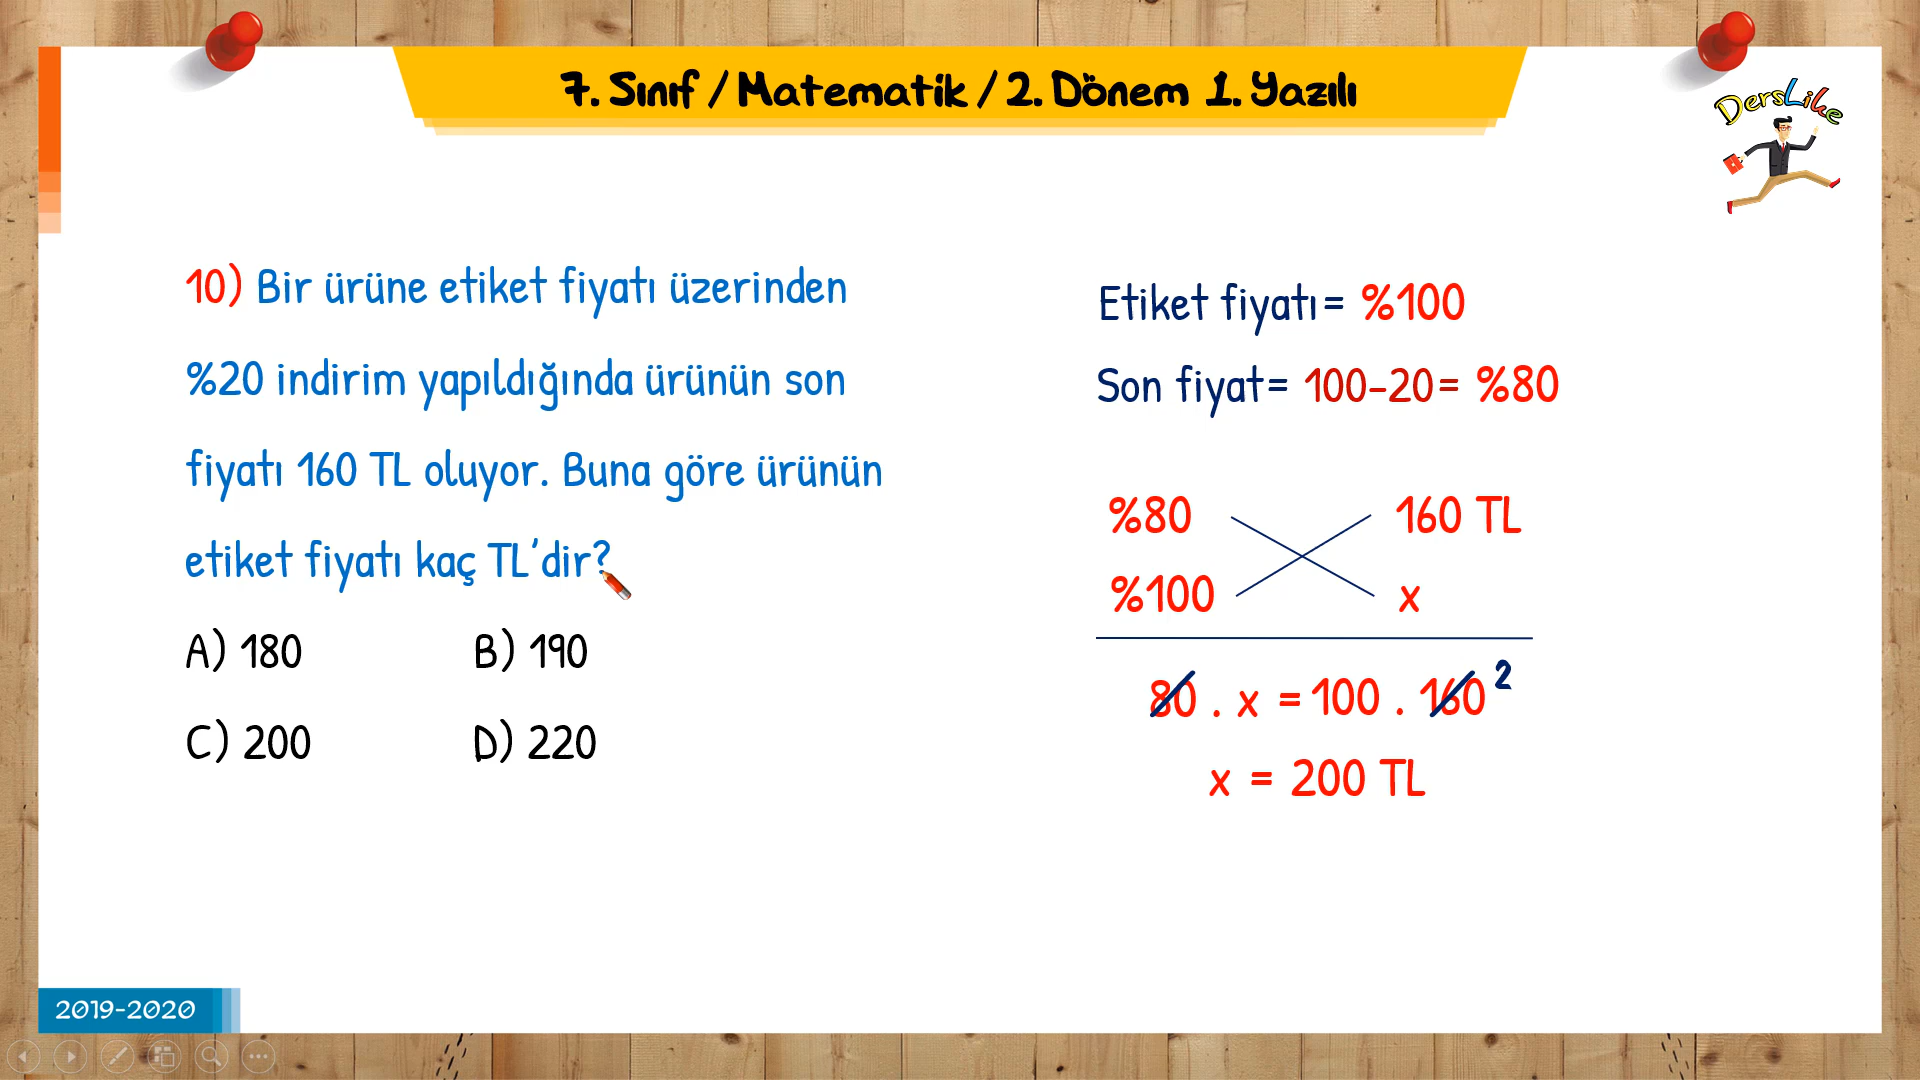 7. Sınıf / Matematik / 2. Dönem 1. Yazılı
DersLike
10) Bir ürüne etiket fiyatı üzerinden
%20 indirim yapıldığında ürünün son
fiyatı 160 TL oluyor. Buna göre ürünün
etiket fiyatı kaç TL'dir?
A) 180 B) 190
C) 200 D) 220
Etiket fiyatı= %100
Son fiyat= 100-20= %80
%80 160 TL
%100 x
80 . x = 100 . 160 2
x = 200 TL
2019-2020